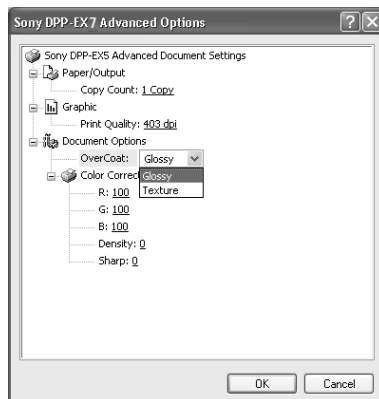 Sony DPP-EX7 Advanced Options
Sony DPP-EX5 Advanced Document Settings
Paper/Output
Copy Count: 1 Copy
Graphic
Print Quality: 403 dpi
Document Options
OverCoat: Glossy
Color Correc
Glossy
R: 100
Texture
G: 100
B: 100
Density: 0
Sharp: 0
OK Cancel